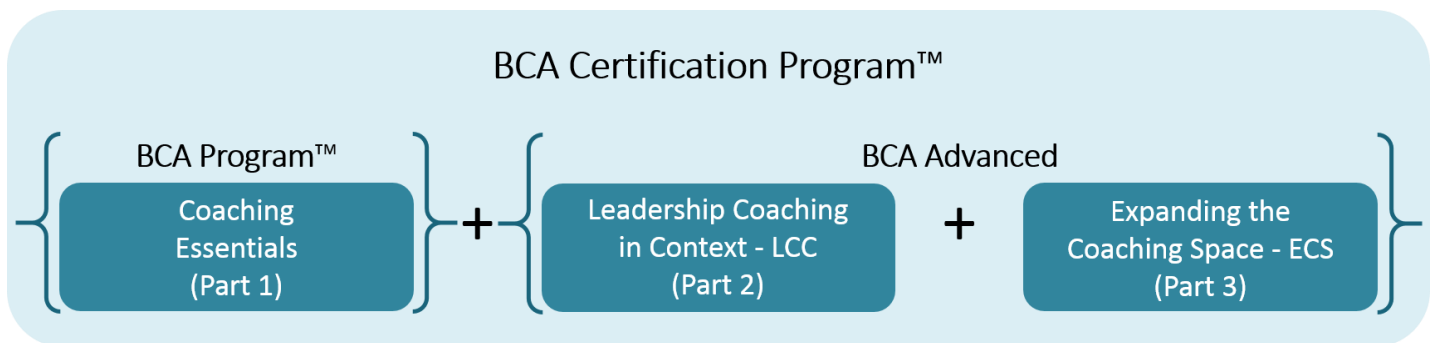 BCA Certification Program™
BCA Program™
Coaching
Essentials
(Part 1)
+
BCA Advanced
Leadership Coaching
in Context - LCC
(Part 2)
+
Expanding the
Coaching Space - ECS
(Part 3)